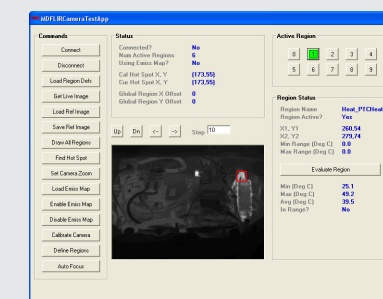 MDFLIRCameraTestApp
Commands
Connect
Disconnect
Load Region Defs
Get Live Image
Load Ref Image
Save Ref Image
Draw All Regions
Find Hot Spot
Set Camera Zoom
Load Emiss Map
Enable Emiss Map
Disable Emiss Map
Calibrate Camera
Define Regions
Auto Focus
Status
Connected? No
Num Active Regions 6
Using Emiss Map? No
Cal Hot Spot X, Y (173,55)
Cur Hot Spot X, Y (173,55)
Global Region X Offset 0
Global Region Y Offset 0
Up Dn <-- --> Step 10
Active Region
0 1 2 3 4
5 6 7 8 9
Region Status
Region Name Heat_PTCHeat
Region Active? Yes
X1, Y1 260,54
X2, Y2 279,74
Min Range (Deg C) 0.0
Max Range (Deg C) 0.0
Evaluate Region
Min (Deg C) 25.1
Max (Deg C) 49.2
Avg (Deg C) 39.5
In Range? No